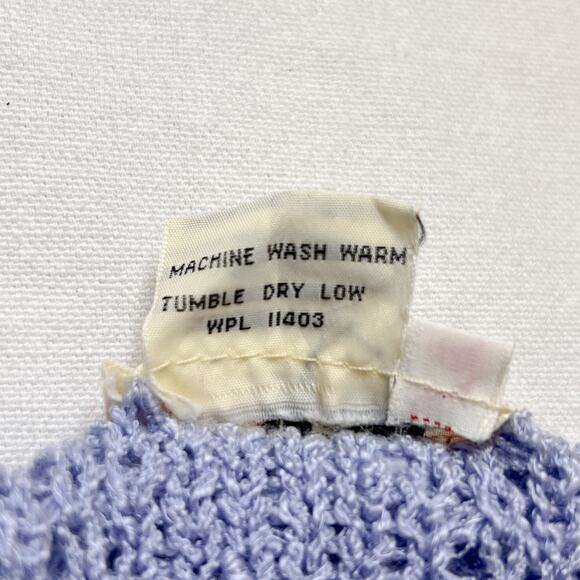 MACHINE WASH WARM
TUMBLE DRY LOW
WPL 11403